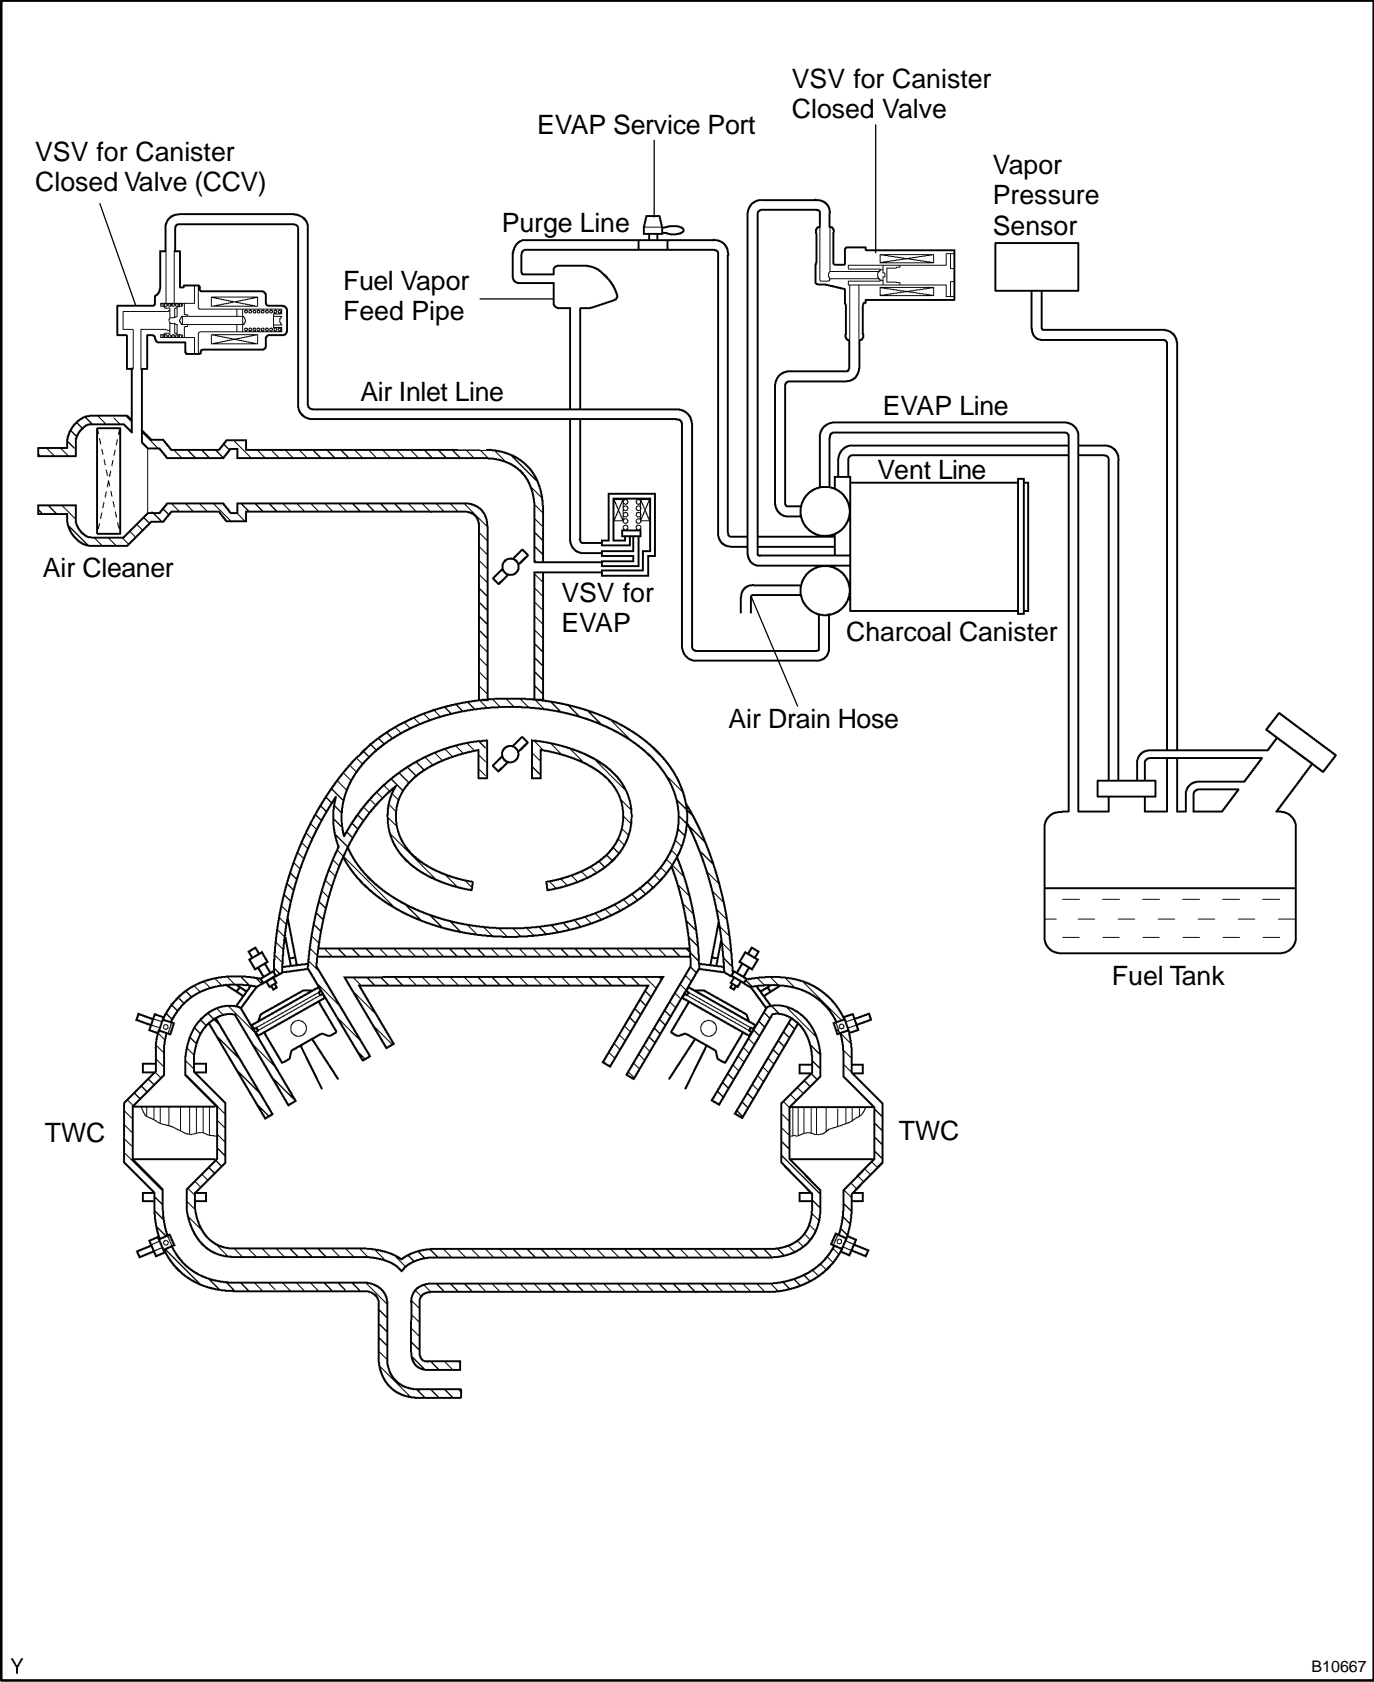 VSV for Canister
Closed Valve
EVAP Service Port
VSV for Canister
Closed Valve (CCV)
Vapor
Pressure
Sensor
Purge Line
Fuel Vapor
Feed Pipe
Air Inlet Line
EVAP Line
Vent Line
Air Cleaner
VSV for
EVAP
Charcoal Canister
Air Drain Hose
Fuel Tank
TWC
TWC
Y
B10667